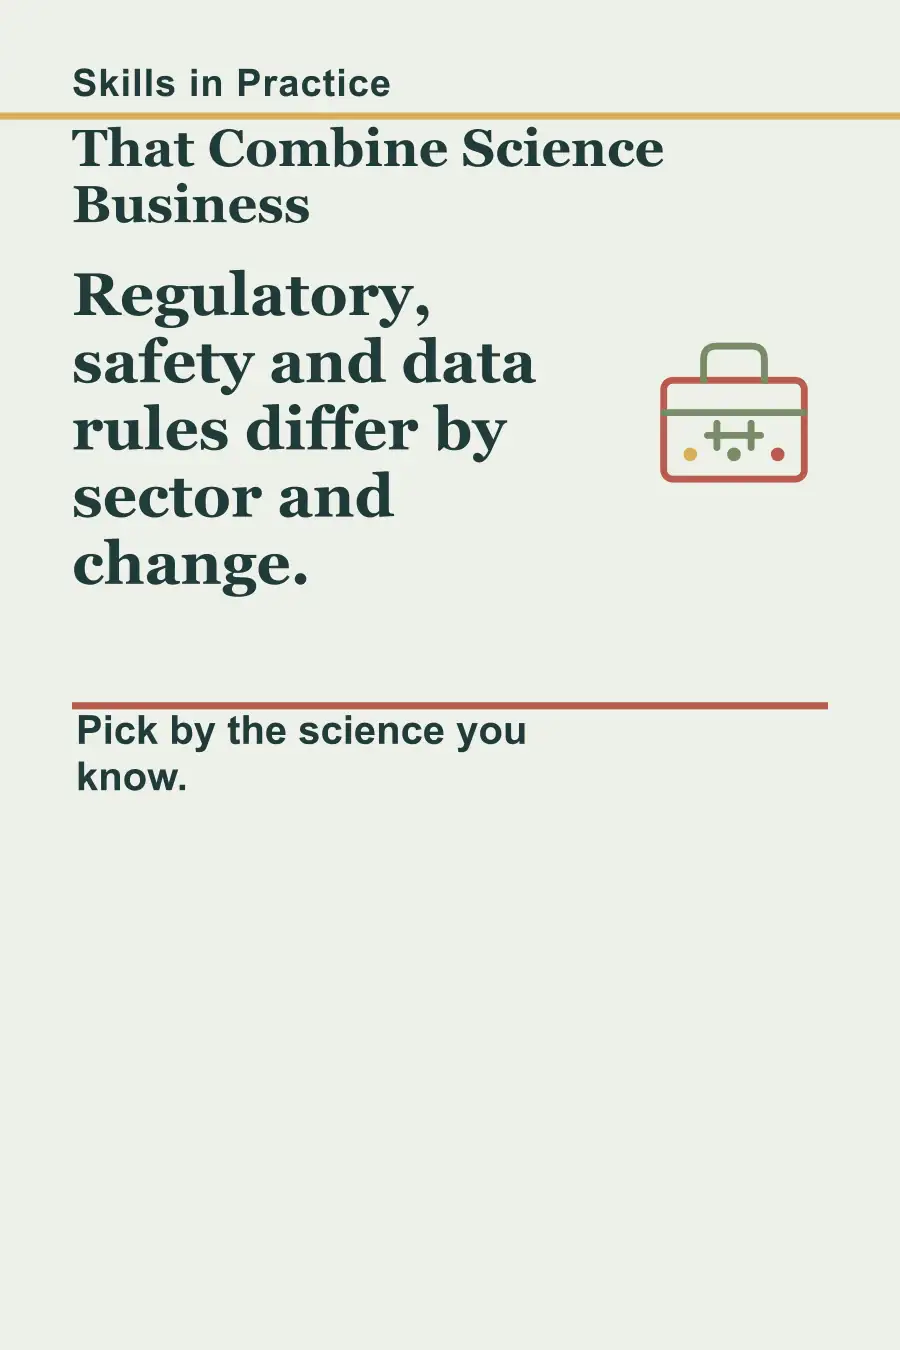 Skills in Practice
That Combine Science
Business
Regulatory,
safety and data
rules differ by
sector and
change.
Pick by the science you
know.